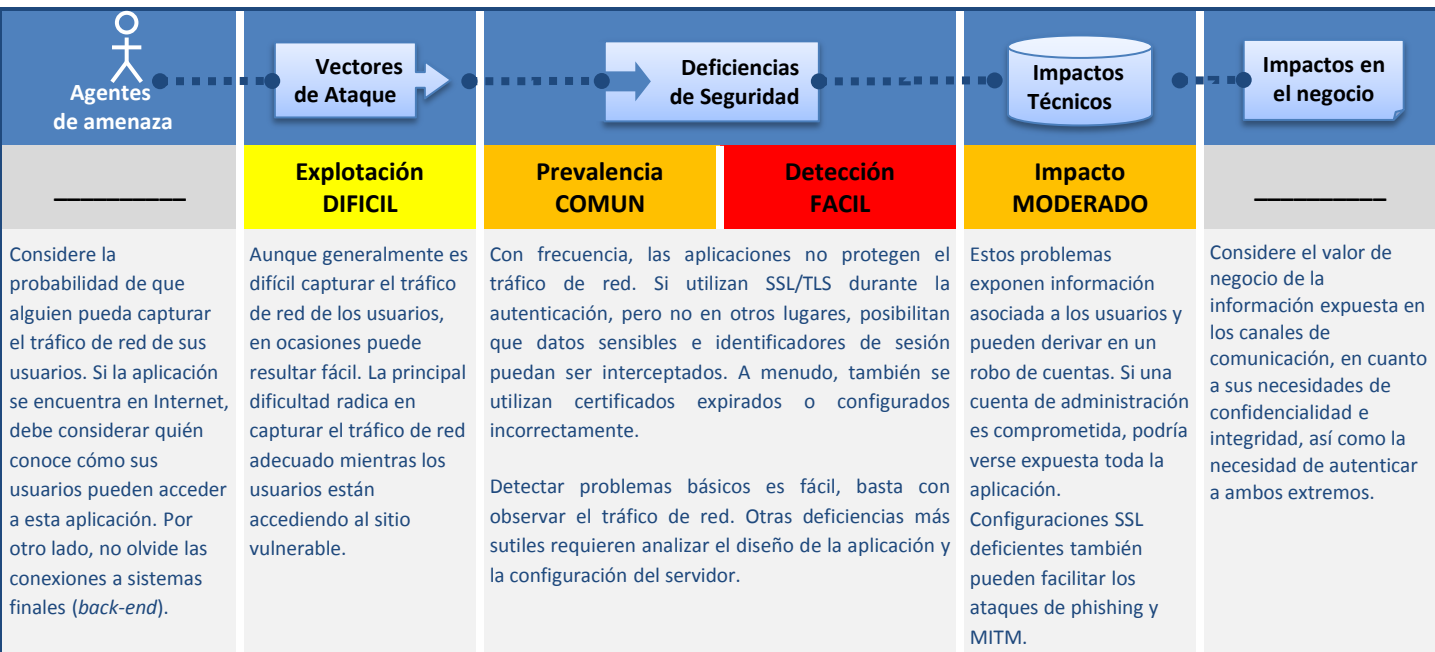 Agentes
de amenaza
Vectores
de Ataque
Deficiencias
de Seguridad
Impactos
Técnicos
Impactos en
el negocio
__________
Explotación
DIFICIL
Prevalencia
COMUN
Detección
FACIL
Impacto
MODERADO
__________
Considere la
probabilidad de que
alguien pueda capturar
el tráfico de red de sus
usuarios. Si la aplicación
se encuentra en Internet,
debe considerar quién
conoce cómo sus
usuarios pueden acceder
a esta aplicación. Por
otro lado, no olvide las
conexiones a sistemas
finales (back-end).
Aunque generalmente es
difícil capturar el tráfico
de red de los usuarios,
en ocasiones puede
resultar fácil. La principal
dificultad radica en
capturar el tráfico de red
adecuado mientras los
usuarios están
accediendo al sitio
vulnerable.
Con frecuencia, las aplicaciones no protegen el
tráfico de red. Si utilizan SSL/TLS durante la
autenticación, pero no en otros lugares, posibilitan
que datos sensibles e identificadores de sesión
puedan ser interceptados. A menudo, también se
utilizan certificados expirados o configurados
incorrectamente.
Detectar problemas básicos es fácil, basta con
observar el tráfico de red. Otras deficiencias más
sutiles requieren analizar el diseño de la aplicación y
la configuración del servidor.
Estos problemas
exponen información
asociada a los usuarios y
pueden derivar en un
robo de cuentas. Si una
cuenta de administración
es comprometida, podría
verse expuesta toda la
aplicación.
Configuraciones SSL
deficientes también
pueden facilitar los
ataques de phishing y
MITM.
Considere el valor de
negocio de la
información expuesta en
los canales de
comunicación, en cuanto
a sus necesidades de
confidencialidad e
integridad, así como la
necesidad de autenticar
a ambos extremos.